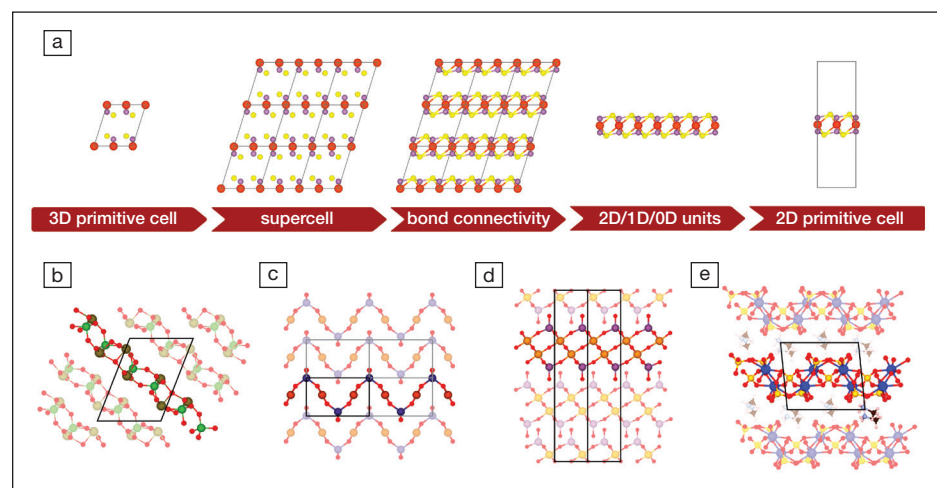 a
3D primitive cell
supercell
bond connectivity
2D/1D/0D units
2D primitive cell
b
c
d
e